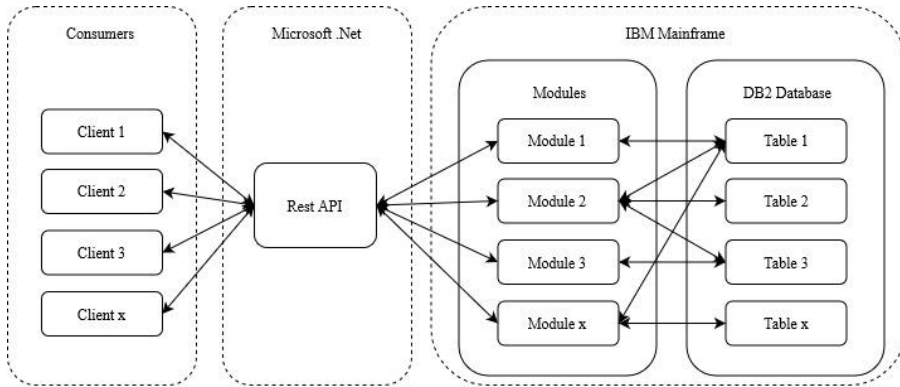 Consumers
Client 1
Client 2
Client 3
Client x
Microsoft .Net
Rest API
IBM Mainframe
Modules
Module 1
Module 2
Module 3
Module x
DB2 Database
Table 1
Table 2
Table 3
Table x